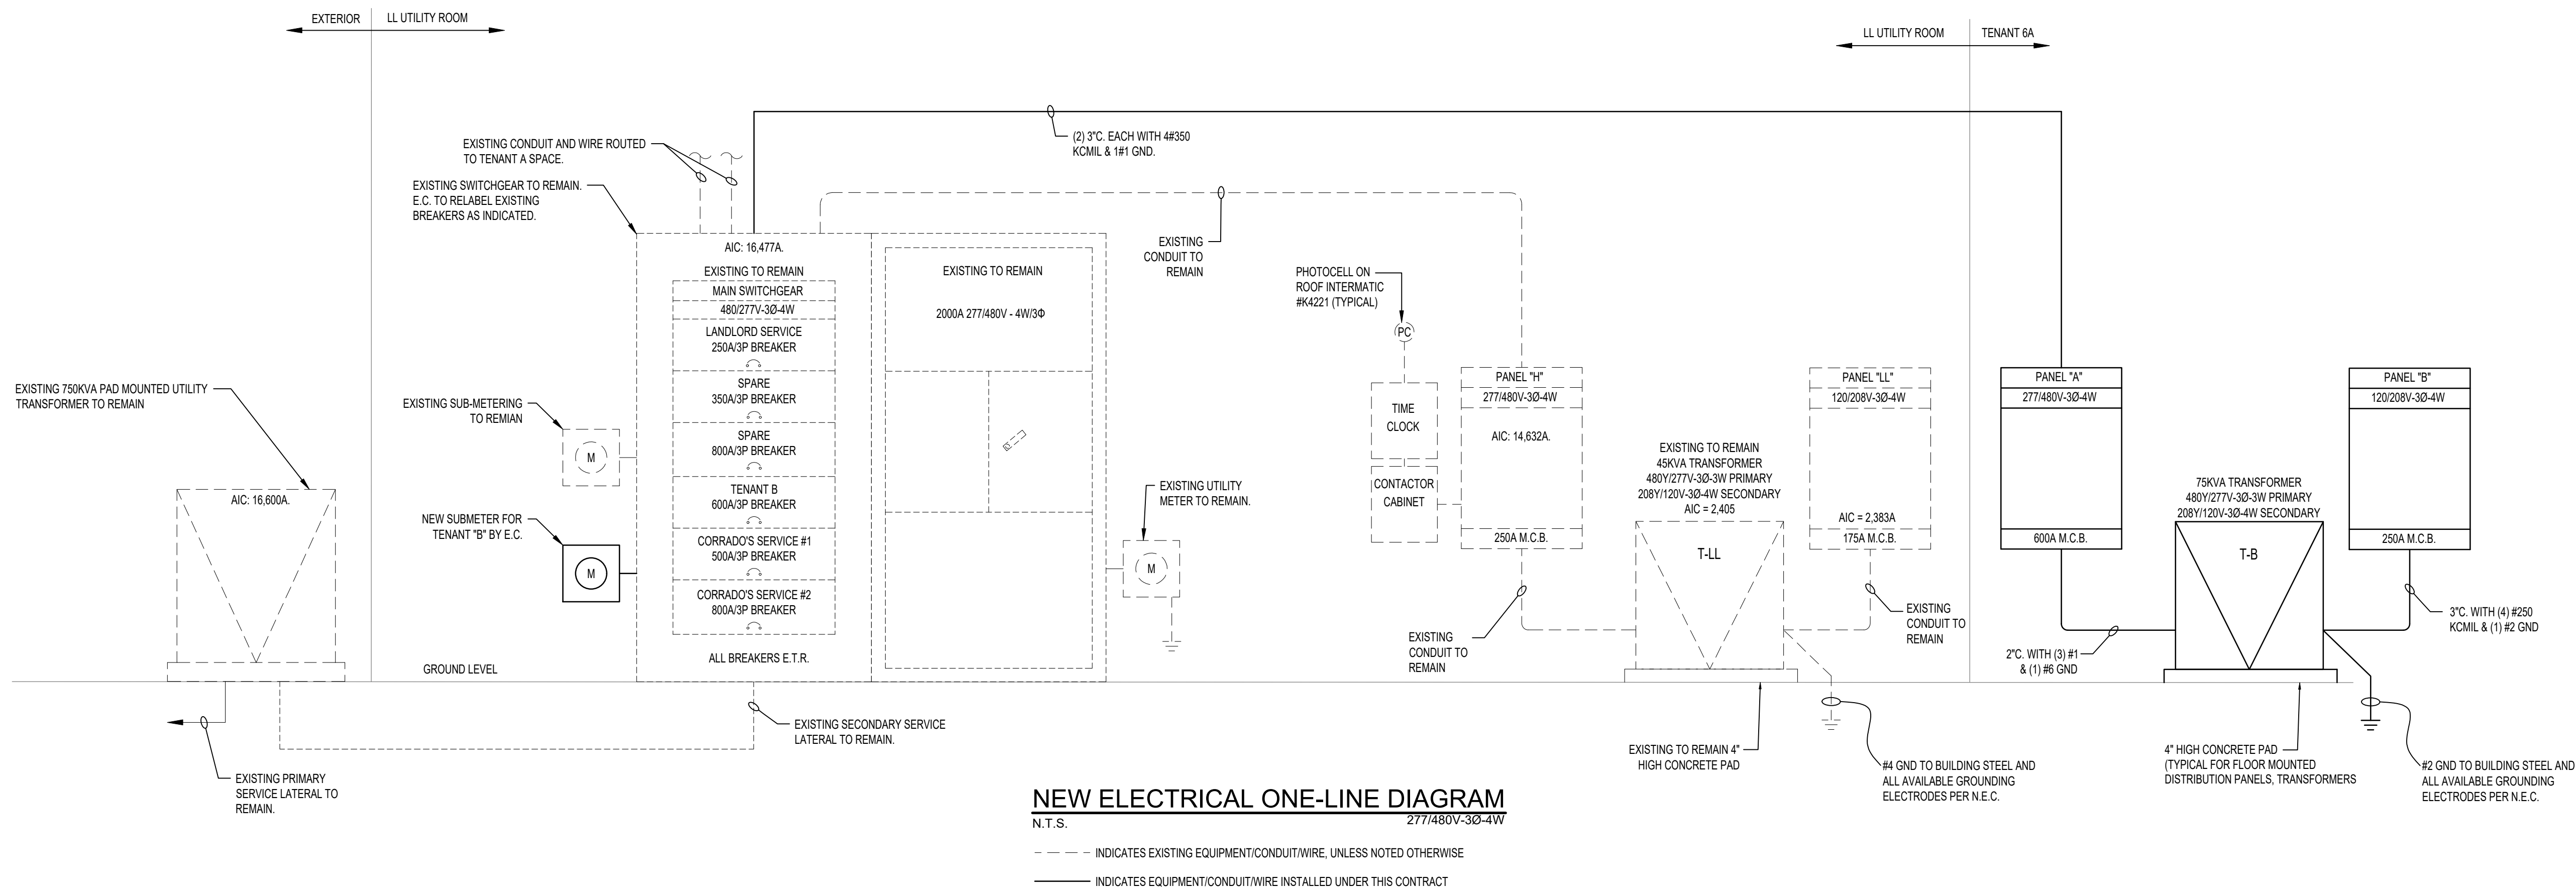 EXTERIOR
LL UTILITY ROOM
LL UTILITY ROOM
TENANT 6A
(2) 3"C. EACH WITH 4#350
KCMIL & 1#1 GND.
EXISTING CONDUIT AND WIRE ROUTED
TO TENANT A SPACE.
EXISTING SWITCHGEAR TO REMAIN.
E.C. TO RELABEL EXISTING
BREAKERS AS INDICATED.
EXISTING
CONDUIT TO
REMAIN
AIC: 16,477A.
EXISTING TO REMAIN
MAIN SWITCHGEAR
480/277V-3Ø-4W
LANDLORD SERVICE
250A/3P BREAKER
SPARE
350A/3P BREAKER
SPARE
800A/3P BREAKER
TENANT B
600A/3P BREAKER
CORRADO'S SERVICE #1
500A/3P BREAKER
CORRADO'S SERVICE #2
800A/3P BREAKER
ALL BREAKERS E.T.R.
EXISTING TO REMAIN
2000A 277/480V - 4W/3Φ
EXISTING 750KVA PAD MOUNTED UTILITY
TRANSFORMER TO REMAIN
AIC: 16,600A.
EXISTING SUB-METERING
TO REMIAN
M
NEW SUBMETER FOR
TENANT "B" BY E.C.
M
EXISTING UTILITY
METER TO REMAIN.
M
PHOTOCELL ON
ROOF INTERMATIC
#K4221 (TYPICAL)
PC
TIME
CLOCK
CONTACTOR
CABINET
PANEL "H"
277/480V-3Ø-4W
AIC: 14,632A.
250A M.C.B.
EXISTING TO REMAIN
45KVA TRANSFORMER
480Y/277V-3Ø-3W PRIMARY
208Y/120V-3Ø-4W SECONDARY
AIC = 2,405
T-LL
PANEL "LL"
120/208V-3Ø-4W
AIC = 2,383A
175A M.C.B.
PANEL "A"
277/480V-3Ø-4W
600A M.C.B.
75KVA TRANSFORMER
480Y/277V-3Ø-3W PRIMARY
208Y/120V-3Ø-4W SECONDARY
T-B
PANEL "B"
120/208V-3Ø-4W
250A M.C.B.
EXISTING
CONDUIT TO
REMAIN
EXISTING
CONDUIT TO
REMAIN
2"C. WITH (3) #1
& (1) #6 GND
3"C. WITH (4) #250
KCMIL & (1) #2 GND
GROUND LEVEL
EXISTING SECONDARY SERVICE
LATERAL TO REMAIN.
EXISTING PRIMARY
SERVICE LATERAL TO
REMAIN.
EXISTING TO REMAIN 4"
HIGH CONCRETE PAD
#4 GND TO BUILDING STEEL AND
ALL AVAILABLE GROUNDING
ELECTRODES PER N.E.C.
4" HIGH CONCRETE PAD
(TYPICAL FOR FLOOR MOUNTED
DISTRIBUTION PANELS, TRANSFORMERS
#2 GND TO BUILDING STEEL AND
ALL AVAILABLE GROUNDING
ELECTRODES PER N.E.C.
NEW ELECTRICAL ONE-LINE DIAGRAM
N.T.S.
277/480V-3Ø-4W
INDICATES EXISTING EQUIPMENT/CONDUIT/WIRE, UNLESS NOTED OTHERWISE
INDICATES EQUIPMENT/CONDUIT/WIRE INSTALLED UNDER THIS CONTRACT